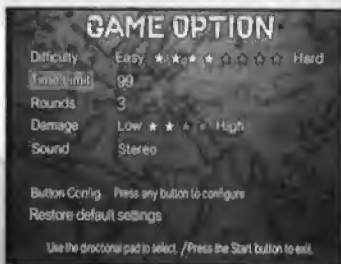 GAME OPTION
Difficulty Easy ★ ★ ★ ★ ☆ ☆ ☆ ☆ Hard
Time Limit 99
Rounds 3
Damage Low ★ ★ ★ ★ High
Sound Stereo
Button Config. Press any button to configure
Restore default settings
Use the directional pad to select. / Press the Start button to exit.